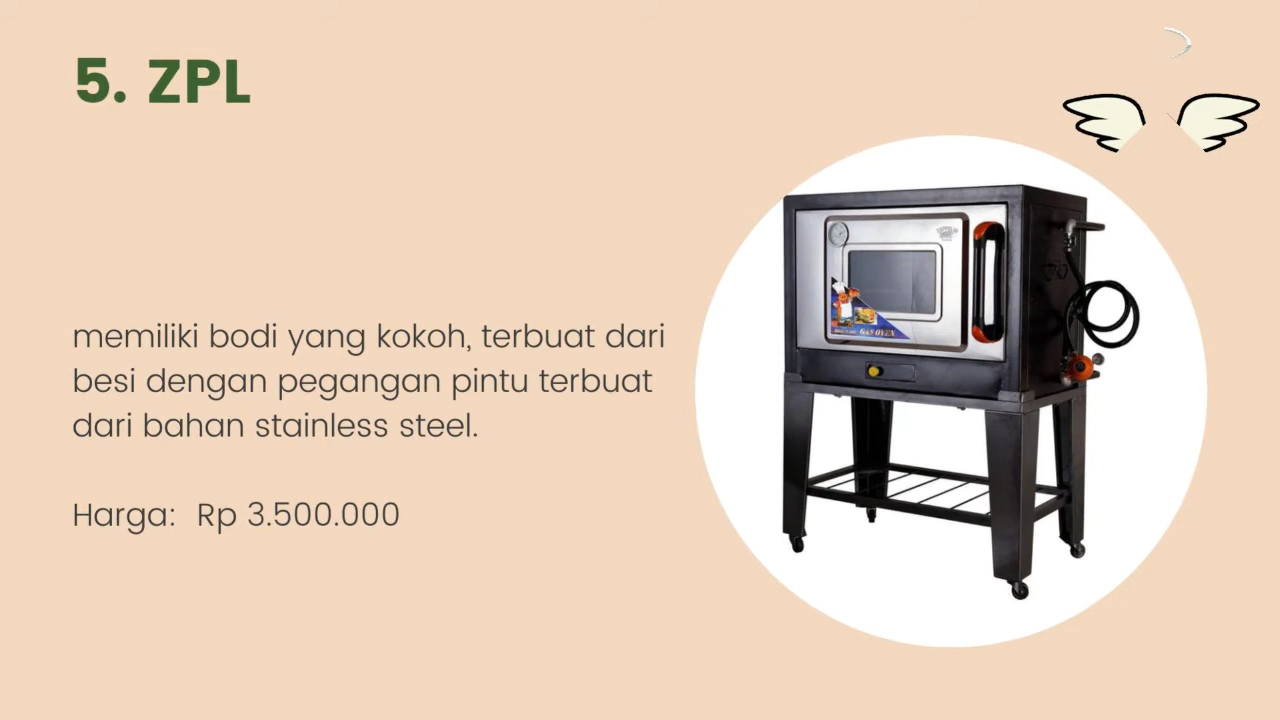 5. ZPL
memiliki bodi yang kokoh, terbuat dari
besi dengan pegangan pintu terbuat
dari bahan stainless steel.
Harga: Rp 3.500.000
GAS OVEN